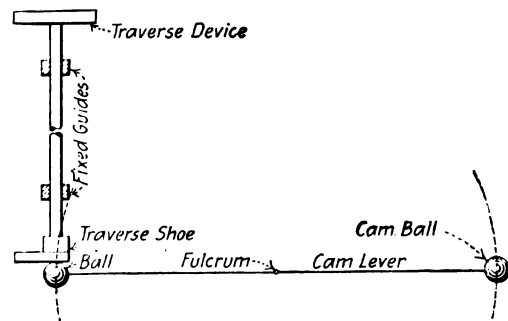 Traverse Device
Fixed Guides
Traverse Shoe
Cam Ball
Ball
Fulcrum
Cam Lever